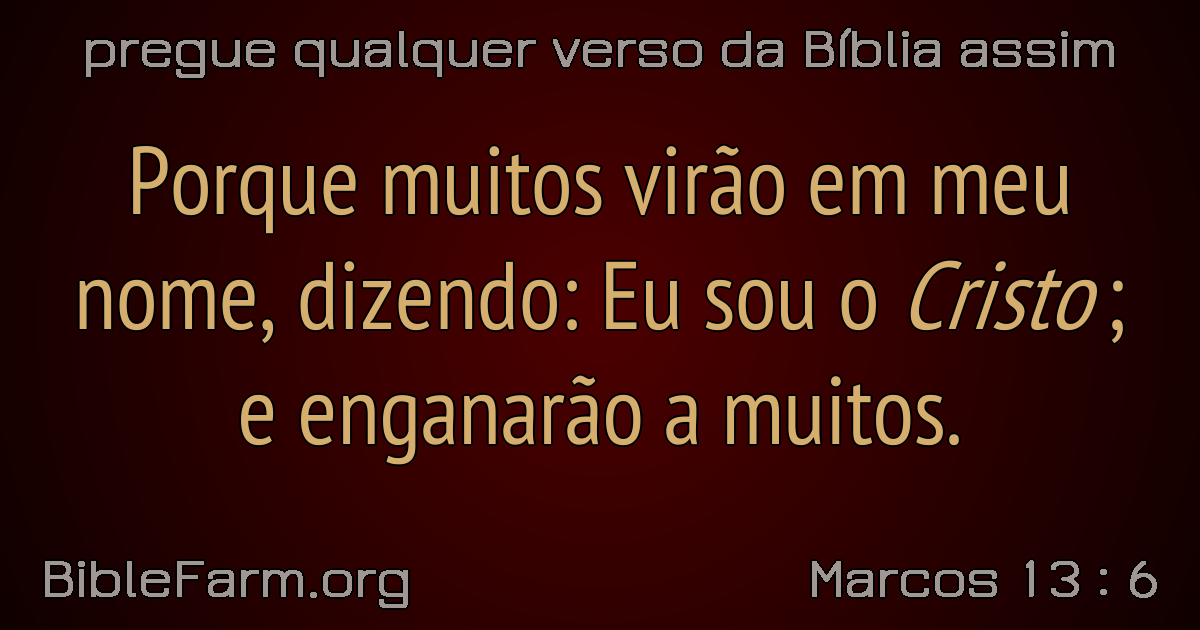 pregue qualquer verso da Bíblia assim
Porque muitos virão em meu
nome, dizendo: Eu sou o Cristo;
e enganarão a muitos.
BibleFarm.org
Marcos 13 : 6